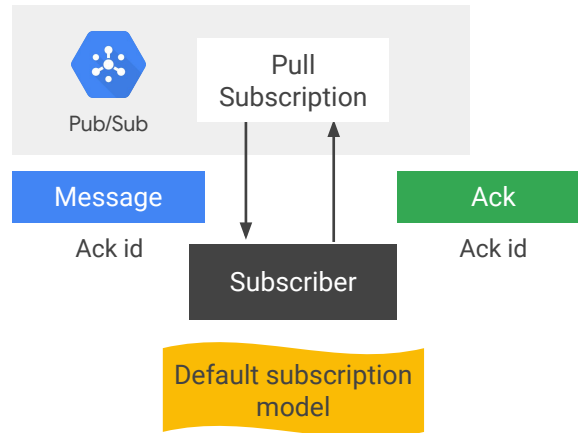 Pull
Subscription
Pub/Sub
Message
Ack
Ack id
Ack id
Subscriber
Default subscription
model